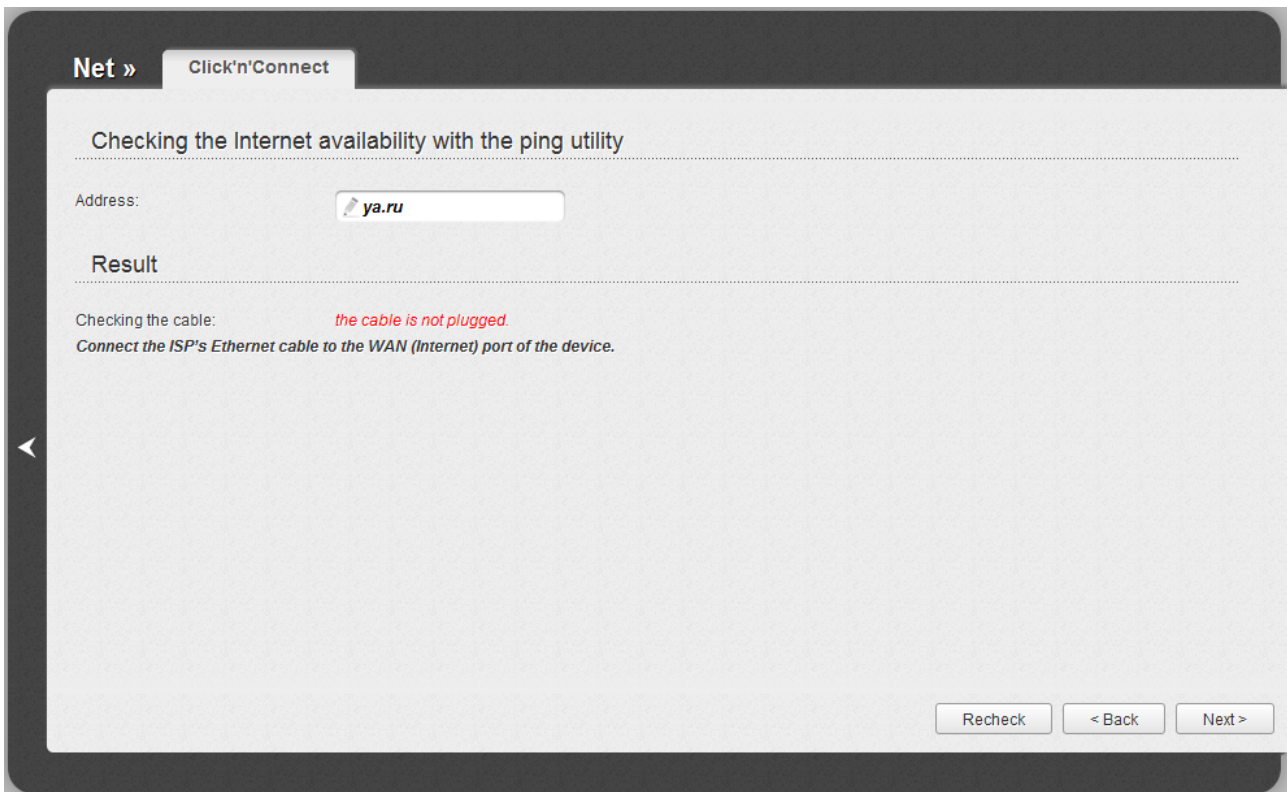 Net »
Click'n'Connect
Checking the Internet availability with the ping utility
Address:
ya.ru
Result
Checking the cable: the cable is not plugged.
Connect the ISP's Ethernet cable to the WAN (Internet) port of the device.
Recheck
< Back
Next >